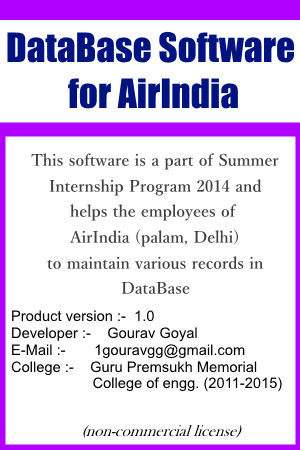 DataBase Software
for AirIndia
This software is a part of Summer
Internship Program 2014 and
helps the employees of
AirIndia (palam, Delhi)
to maintain various records in
DataBase
Product version :- 1.0
Developer :- Gourav Goyal
E-Mail :- 1gouravgg@gmail.com
College :- Guru Premsukh Memorial
College of engg. (2011-2015)
(non-commercial license)